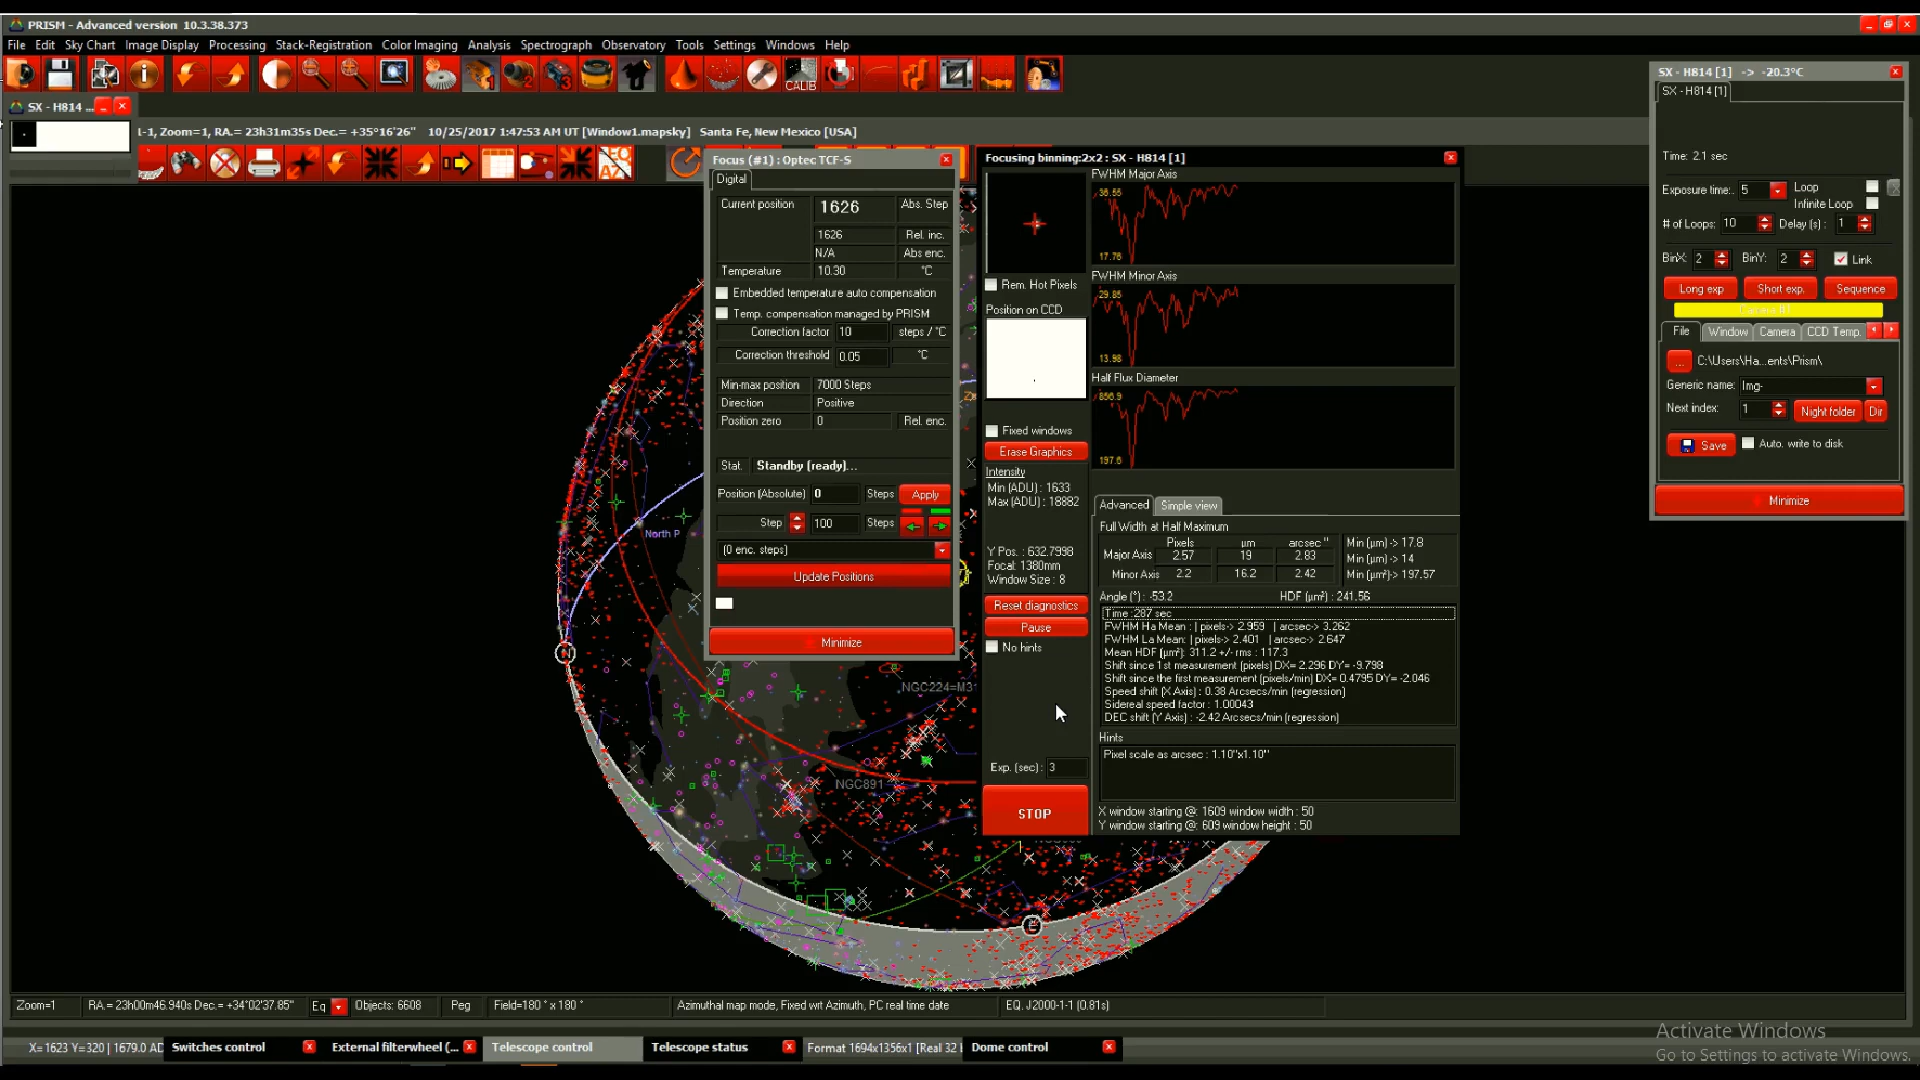 PRISM - Advanced version 10.3.38.373
File Edit Sky Chart Image Display Processing Stack-Registration Color Imaging Analysis Spectrograph Observatory Tools Settings Windows Help
CALIB
SX - H814 ...
l-1, Zoom=1, RA.= 23h31m35s Dec.= +35°16'26" 10/25/2017 1:47:53 AM UT [Window1.mapsky] Santa Fe, New Mexico [USA]
Focus (#1) : Optec TCF-S
Digital
Current position 1626 Abs. Step
1626 Rel. inc.
N/A Abs enc.
Temperature 10.30 °C
Embedded temperature auto compensation
Temp. compensation managed by PRISM
Correction factor 10 steps / °C
Correction threshold 0.05 °C
Min-max position 7000 Steps
Direction Positive
Position zero 0 Rel. enc.
Stat. Standby (ready)...
Position (Absolute) 0 Steps Apply
Step 100 Steps
(0 enc. steps)
Update Positions
Minimize
Focusing binning:2x2 : SX - H814 [1]
FWHM Major Axis
36.55
17.76
Rem. Hot Pixels
FWHM Minor Axis
29.85
13.98
Position on CCD
Half Flux Diameter
856.9
197.6
Fixed windows
Erase Graphics
Intensity
Min (ADU) : 1633
Max (ADU) : 18882
Y Pos. : 632.7998
Focal: 1380mm
Window Size : 8
Reset diagnostics
Pause
No hints
Exp. (sec) : 3
STOP
Advanced Simple view
Full Width at Half Maximum
Pixels µm arcsec"
Major Axis 2.57 19 2.83
Minor Axis 2.2 16.2 2.42
Min (µm) -> 17.8
Min (µm) -> 14
Min (µm²)-> 197.57
Angle (°) : -53.2 HDF (µm²) : 241.56
Time :287 sec
FWHM Ha Mean : | pixels-> 2.959 | arcsec-> 3.262
FWHM La Mean: | pixels-> 2.401 | arcsec-> 2.647
Mean HDF (µm²): 311.2 +/- rms : 117.3
Shift since 1st measurement (pixels) DX= 2.296 DY= -9.798
Shift since the first measurement (pixels/min) DX= 0.4795 DY= -2.046
Speed shift (X Axis) : 0.38 Arcsecs/min (regression)
Sidereal speed factor : 1.00043
DEC shift (Y Axis) : -2.42 Arcsecs/min (regression)
Hints
Pixel scale as arcsec : 1.10"x1.10"
X window starting @: 1609 window width : 50
Y window starting @: 609 window height : 50
SX - H814 [1] -> -20.3°C
SX - H814 [1]
Time: 2.1 sec
Exposure time:. 5 Loop
Infinite Loop
# of Loops: 10 Delay (s) : 1
BinX: 2 BinY: 2 Link
Long exp Short exp. Sequence
File Window Camera CCD Temp.
... C:\Users\Ha...ents\Prism\
Generic name: Img-
Next index: 1 Night folder Dir
Save Auto. write to disk
Minimize
North P
N
NGC224=M3
NGC891
E
Zoom=1 RA.= 23h00m46.940s Dec.= +34°02'37.85" Eq Objects: 6608 Peg Field=180 ° x 180 ° Azimuthal map mode, Fixed wrt Azimuth, PC real time date EQ. J2000-1-1 (0.81s)
X= 1623 Y=320 | 1679.0 AD Switches control External filterwheel (... Telescope control Telescope status Format 1694x1356x1 [Real 32 Dome control
Activate Windows
Go to Settings to activate Windows.